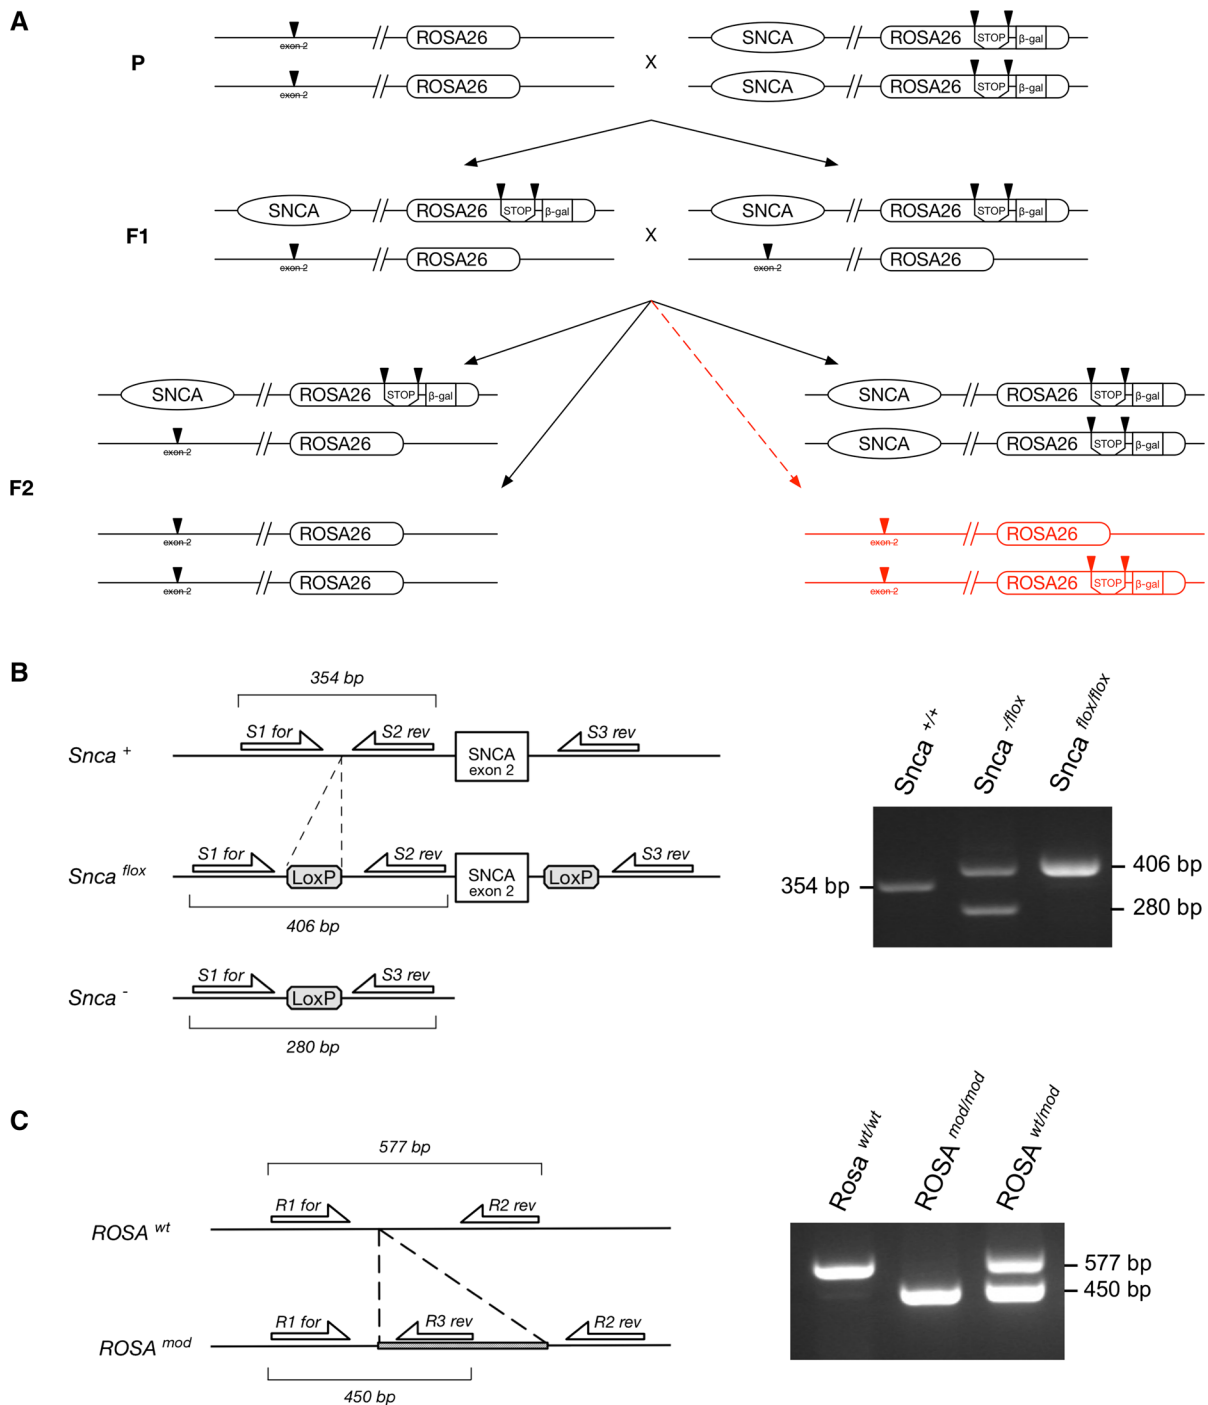 A
P
exon 2 // ROSA26
SNCA // ROSA26 STOP β-gal
X
exon 2 // ROSA26
SNCA // ROSA26 STOP β-gal
F1
SNCA // ROSA26 STOP β-gal
SNCA // ROSA26 STOP β-gal
X
exon 2 // ROSA26
exon 2 // ROSA26
F2
SNCA // ROSA26 STOP β-gal
SNCA // ROSA26 STOP β-gal
exon 2 // ROSA26
SNCA // ROSA26 STOP β-gal
exon 2 // ROSA26
exon 2 // ROSA26
exon 2 // ROSA26
exon 2 // ROSA26 STOP β-gal
B
354 bp
Snca +
S1 for
S2 rev
SNCA
exon 2
S3 rev
Snca flox
S1 for
LoxP
S2 rev
SNCA
exon 2
LoxP
S3 rev
406 bp
Snca -
S1 for
LoxP
S3 rev
280 bp
Snca +/+
Snca -/flox
Snca flox/flox
354 bp
406 bp
280 bp
C
577 bp
ROSA wt
R1 for
R2 rev
ROSA mod
R1 for
R3 rev
R2 rev
450 bp
Rosa wt/wt
ROSA mod/mod
ROSA wt/mod
577 bp
450 bp